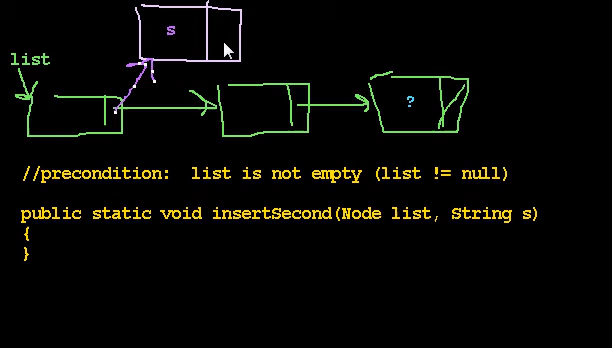 s
list
?
//precondition:  list is not empty (list != null)
public static void insertSecond(Node list, String s)
{
}